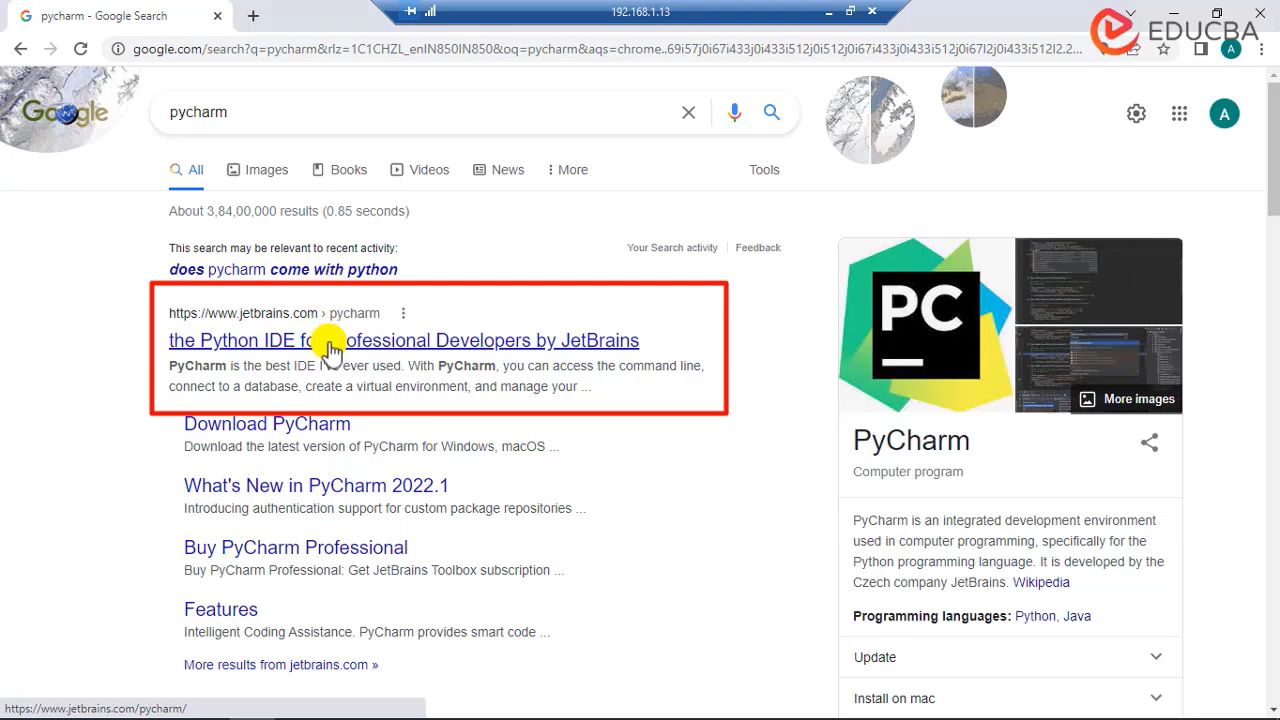 pycharm - Google Search
192.168.1.13
EDUCBA
google.com/search?q=pycharm&rlz=1C1CHZL_enIN850IN850&oq=pycharm&aqs=chrome..69i57j0i67i433j0i433i512j0i512j0i67i433j0i433i512j0i67l2j0i433i512l2.2...
A
Google
pycharm
A
All
Images
Books
Videos
News
More
Tools
About 3,84,00,000 results (0.85 seconds)
This search may be relevant to recent activity:
Your Search activity
Feedback
does pycharm come with python
https://www.jetbrains.com
the Python IDE Developers by JetBrains
PyCharm is the best IDE with PyCharm, you can access the command line,
connect to a database, environment and manage your ...
Download PyCharm
Download the latest version of PyCharm for Windows, macOS ...
What's New in PyCharm 2022.1
Introducing authentication support for custom package repositories ...
Buy PyCharm Professional
Buy PyCharm Professional: Get JetBrains Toolbox subscription ...
Features
Intelligent Coding Assistance. PyCharm provides smart code ...
More results from jetbrains.com »
https://www.jetbrains.com/pycharm/
PC
More images
PyCharm
Computer program
PyCharm is an integrated development environment
used in computer programming, specifically for the
Python programming language. It is developed by the
Czech company JetBrains. Wikipedia
Programming languages: Python, Java
Update
Install on mac